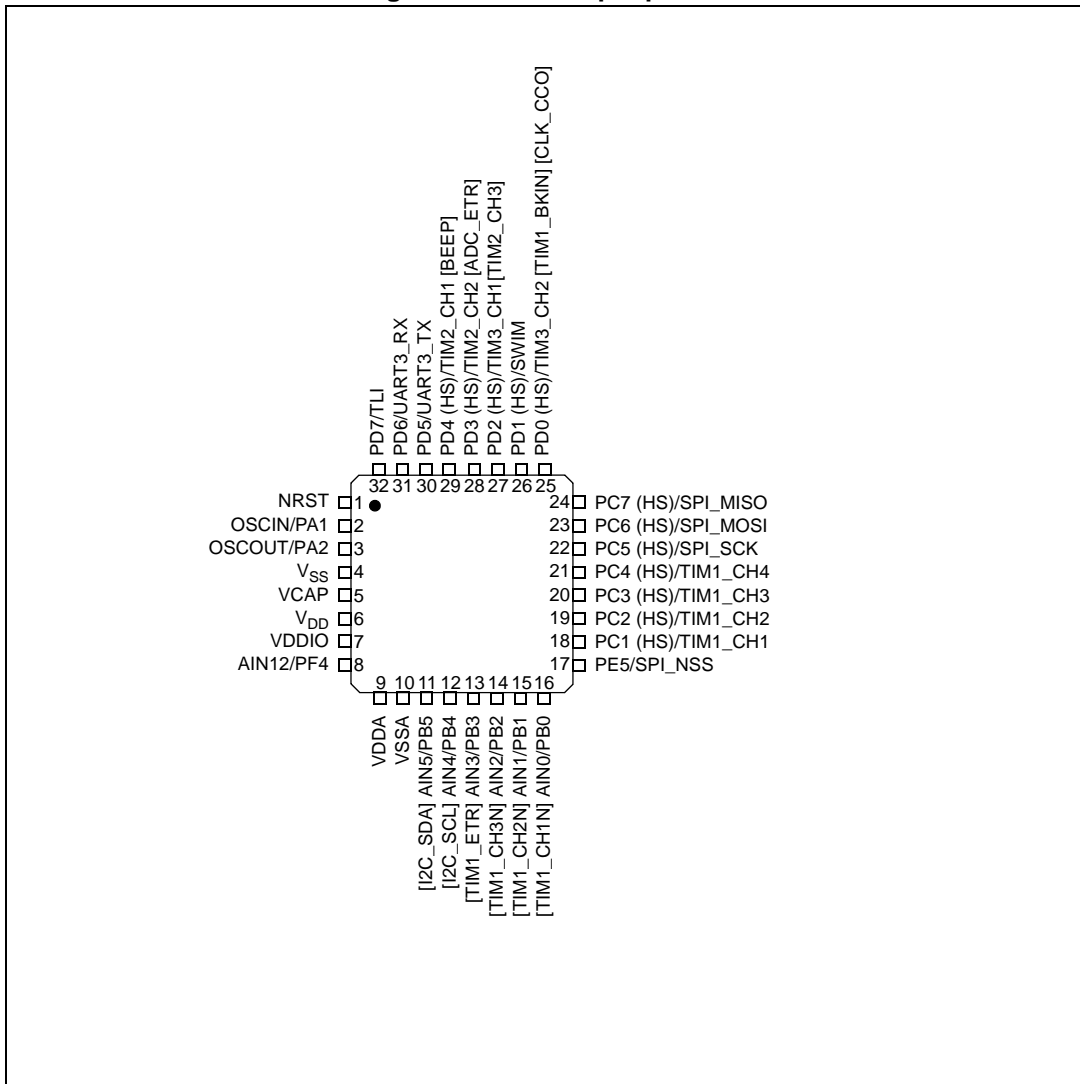 PD7/TLI
PD6/UART3_RX
PD5/UART3_TX
PD4 (HS)/TIM2_CH1 [BEEP]
PD3 (HS)/TIM2_CH2 [ADC_ETR]
PD2 (HS)/TIM3_CH1[TIM2_CH3]
PD1 (HS)/SWIM
PD0 (HS)/TIM3_CH2 [TIM1_BKIN] [CLK_CCO]
32 31 30 29 28 27 26 25
NRST 1
OSCIN/PA1 2
OSCOUT/PA2 3
VSS 4
VCAP 5
VDD 6
VDDIO 7
AIN12/PF4 8
24 PC7 (HS)/SPI_MISO
23 PC6 (HS)/SPI_MOSI
22 PC5 (HS)/SPI_SCK
21 PC4 (HS)/TIM1_CH4
20 PC3 (HS)/TIM1_CH3
19 PC2 (HS)/TIM1_CH2
18 PC1 (HS)/TIM1_CH1
17 PE5/SPI_NSS
9 10 11 12 13 14 15 16
VDDA
VSSA
[I2C_SDA] AIN5/PB5
[I2C_SCL] AIN4/PB4
[TIM1_ETR] AIN3/PB3
[TIM1_CH3N] AIN2/PB2
[TIM1_CH2N] AIN1/PB1
[TIM1_CH1N] AIN0/PB0